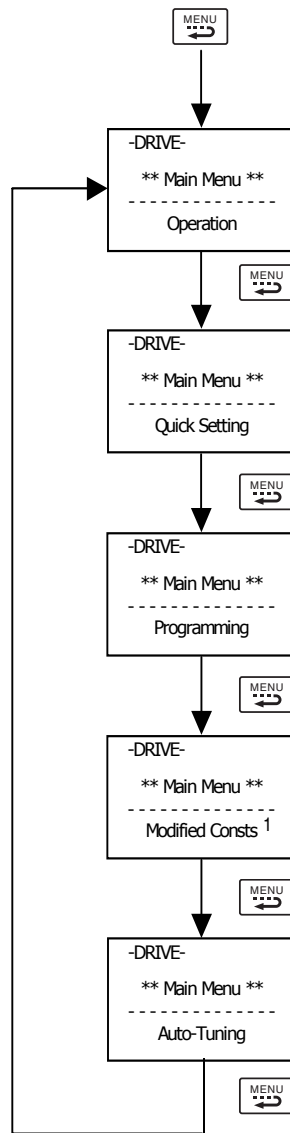 MENU
-DRIVE-
** Main Menu **
- - - - - - - - - - - - - -
Operation
MENU
-DRIVE-
** Main Menu **
- - - - - - - - - - - - - -
Quick Setting
MENU
-DRIVE-
** Main Menu **
- - - - - - - - - - - - - -
Programming
MENU
-DRIVE-
** Main Menu **
- - - - - - - - - - - - - -
Modified Consts 1
MENU
-DRIVE-
** Main Menu **
- - - - - - - - - - - - - -
Auto-Tuning
MENU